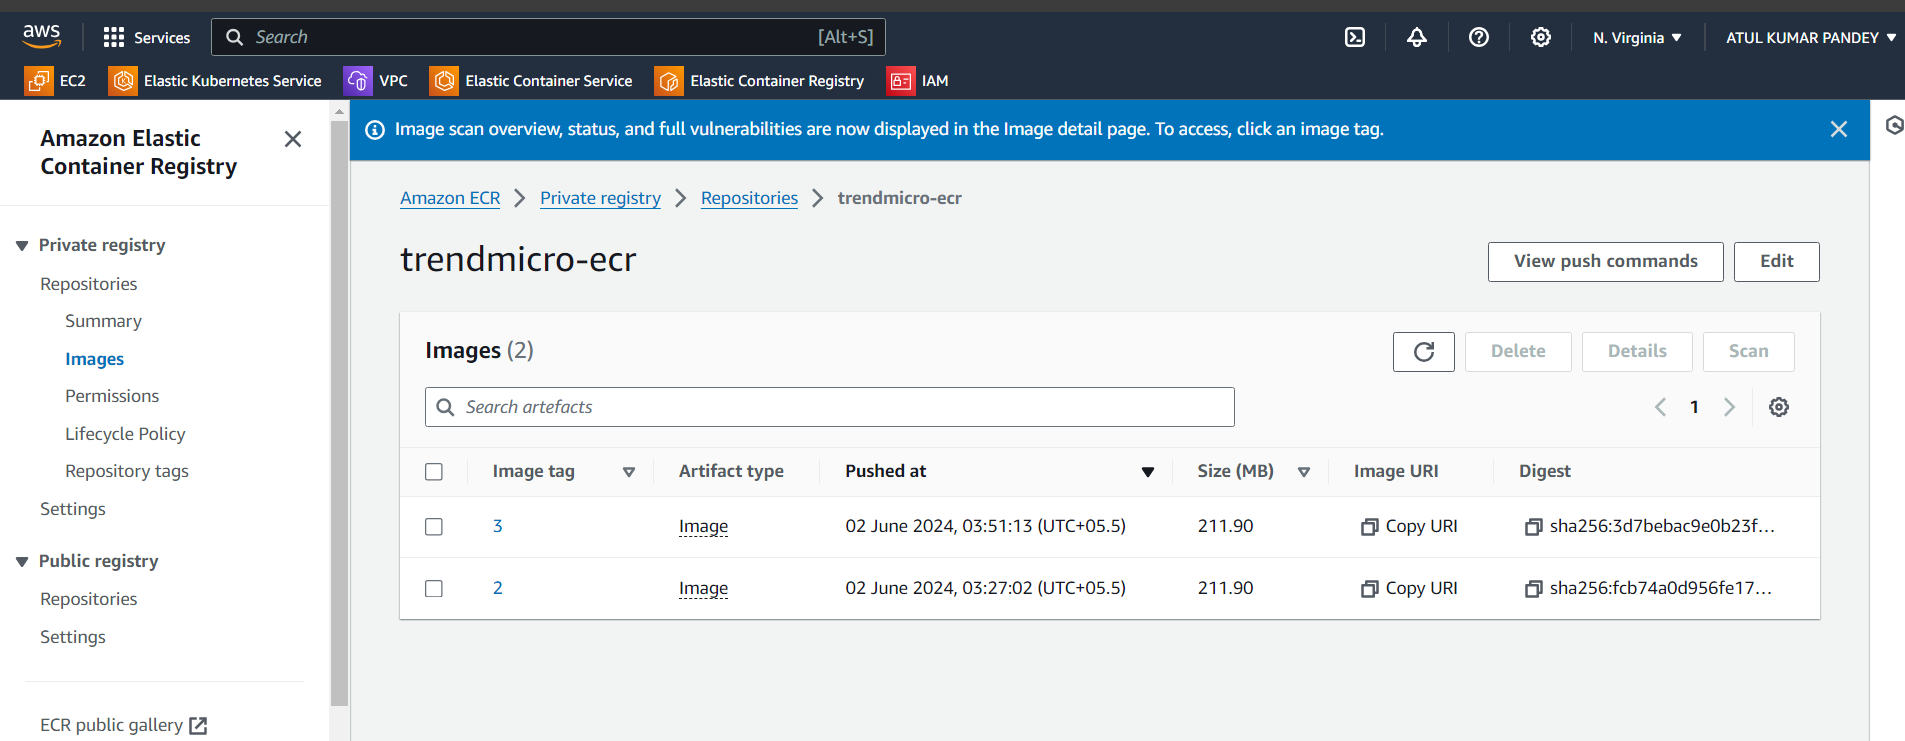 aws
Services
Search
[Alt+S]
N. Virginia
ATUL KUMAR PANDEY
EC2
Elastic Kubernetes Service
VPC
Elastic Container Service
Elastic Container Registry
IAM
Amazon Elastic
Container Registry
Private registry
Repositories
Summary
Images
Permissions
Lifecycle Policy
Repository tags
Settings
Public registry
Repositories
Settings
ECR public gallery
Image scan overview, status, and full vulnerabilities are now displayed in the Image detail page. To access, click an image tag.
Amazon ECR > Private registry > Repositories > trendmicro-ecr
trendmicro-ecr
View push commands
Edit
Images (2)
Delete
Details
Scan
Search artefacts
1
Image tag Artifact type Pushed at Size (MB) Image URI Digest
3 Image 02 June 2024, 03:51:13 (UTC+05.5) 211.90 Copy URI sha256:3d7bebac9e0b23f...
2 Image 02 June 2024, 03:27:02 (UTC+05.5) 211.90 Copy URI sha256:fcb74a0d956fe17...